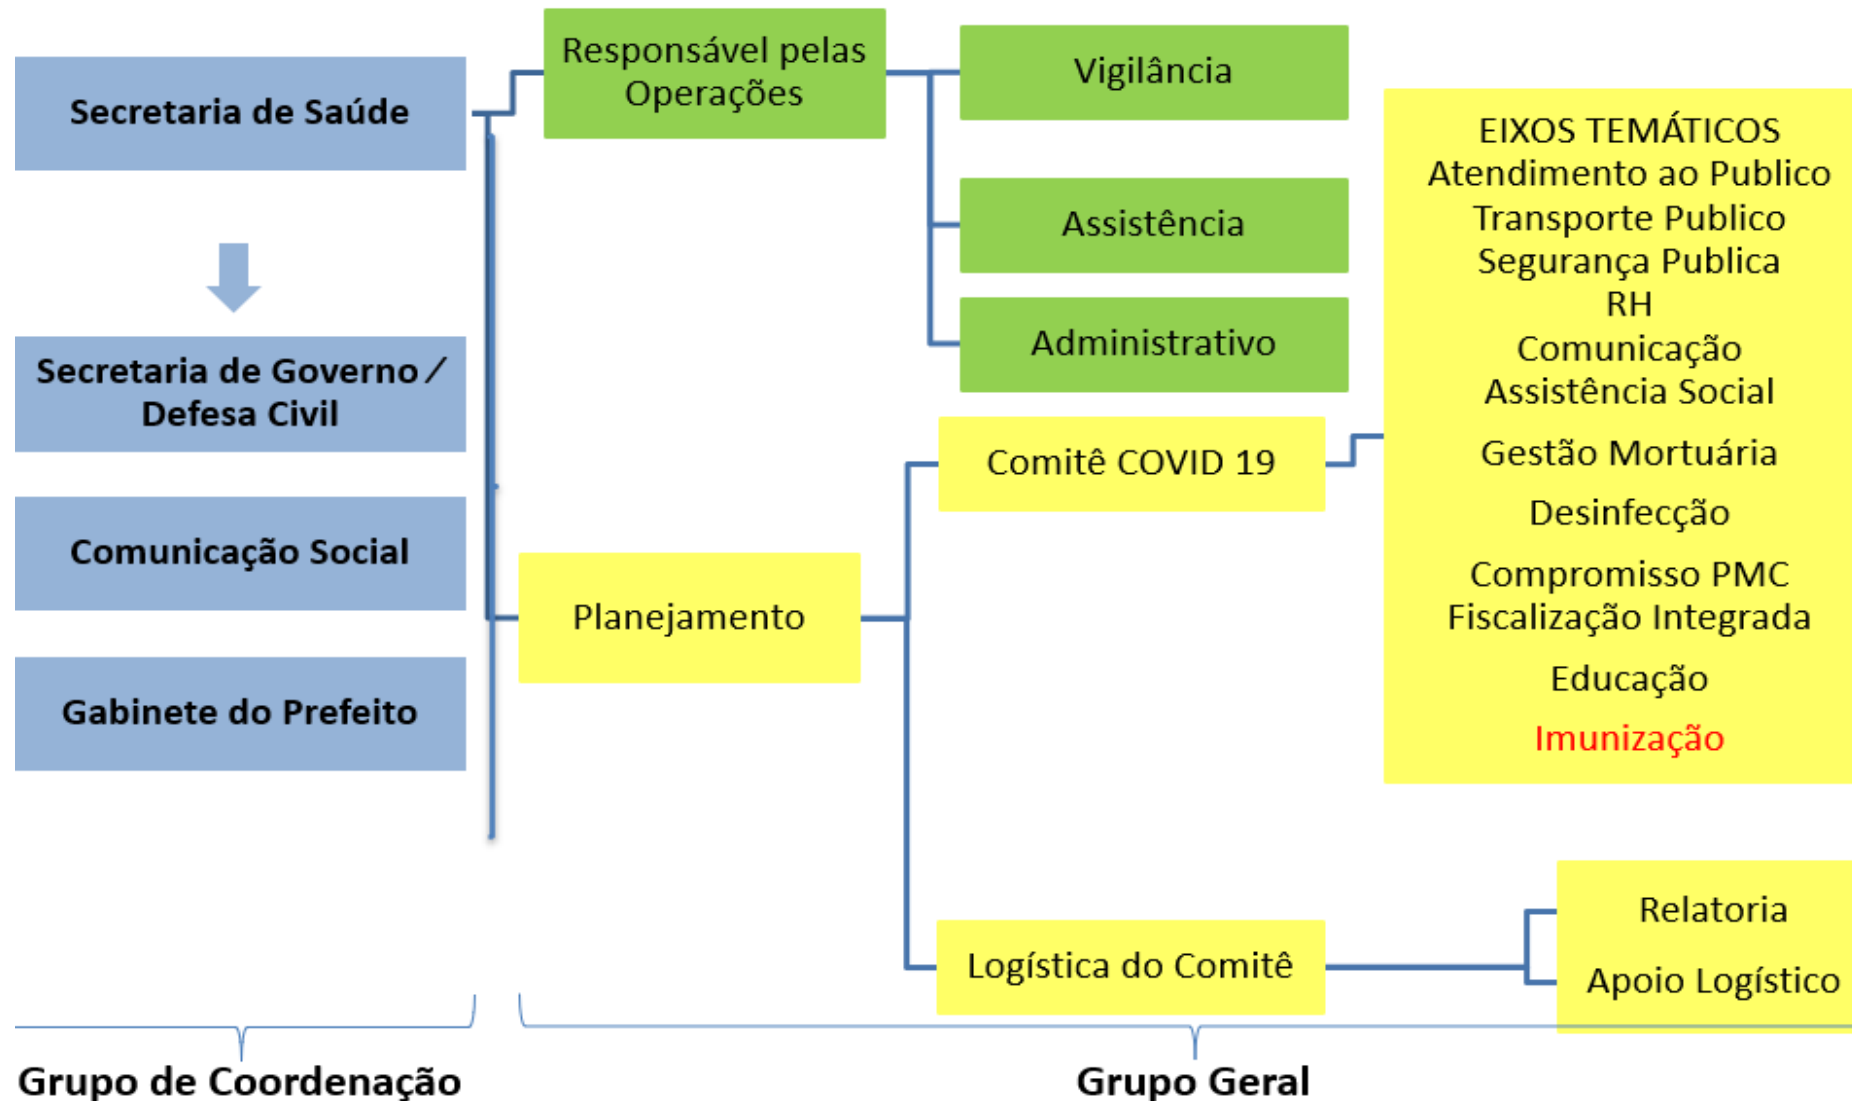 Secretaria de Saúde
Secretaria de Governo /
Defesa Civil
Comunicação Social
Gabinete do Prefeito
Responsável pelas
Operações
Vigilância
Assistência
Administrativo
Planejamento
Comitê COVID 19
Logística do Comitê
EIXOS TEMÁTICOS
Atendimento ao Publico
Transporte Publico
Segurança Publica
RH
Comunicação
Assistência Social
Gestão Mortuária
Desinfecção
Compromisso PMC
Fiscalização Integrada
Educação
Imunização
Relatoria
Apoio Logístico
Grupo de Coordenação
Grupo Geral